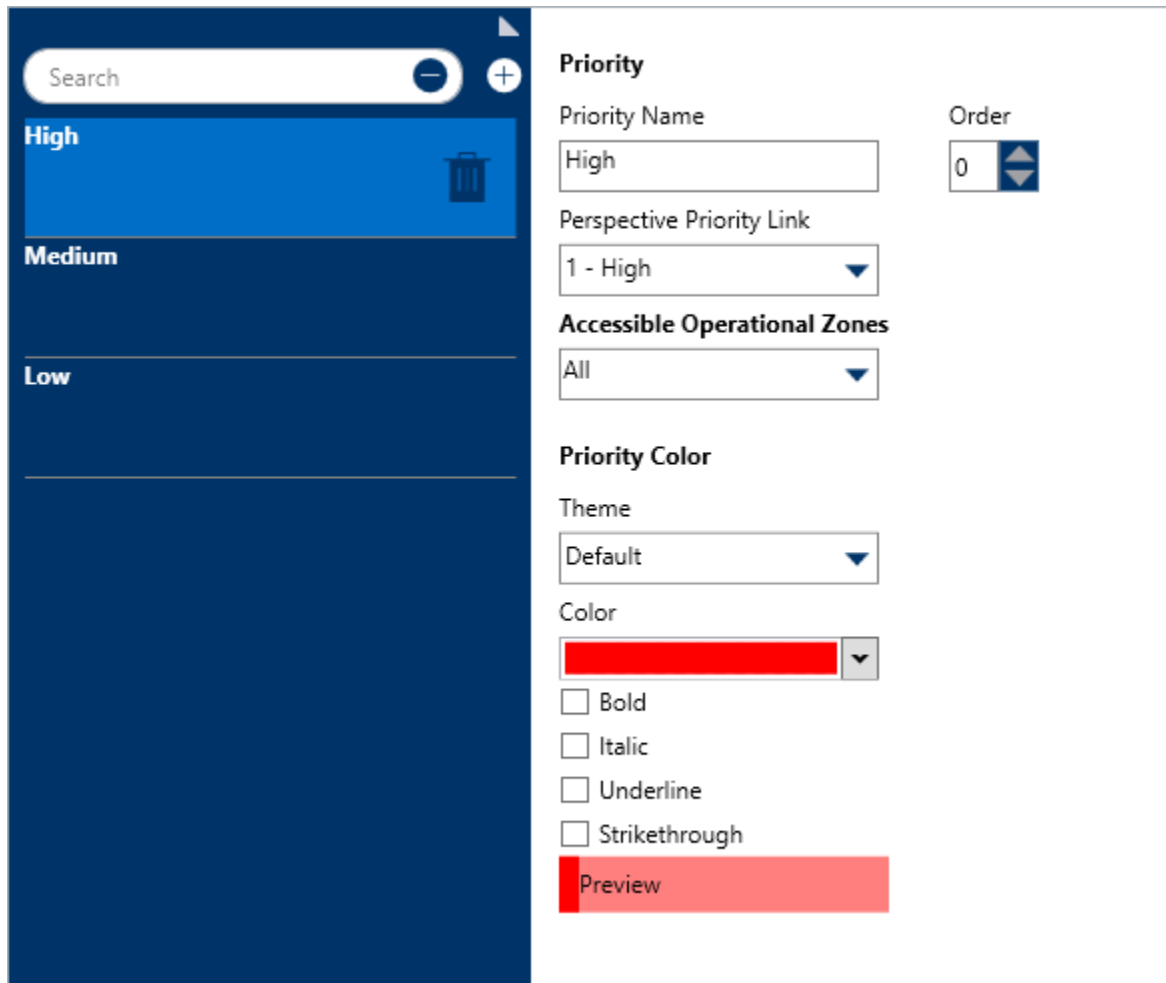 Search
High
Medium
Low
Priority
Priority Name Order
High 0
Perspective Priority Link
1 - High
Accessible Operational Zones
All
Priority Color
Theme
Default
Color
Bold
Italic
Underline
Strikethrough
Preview